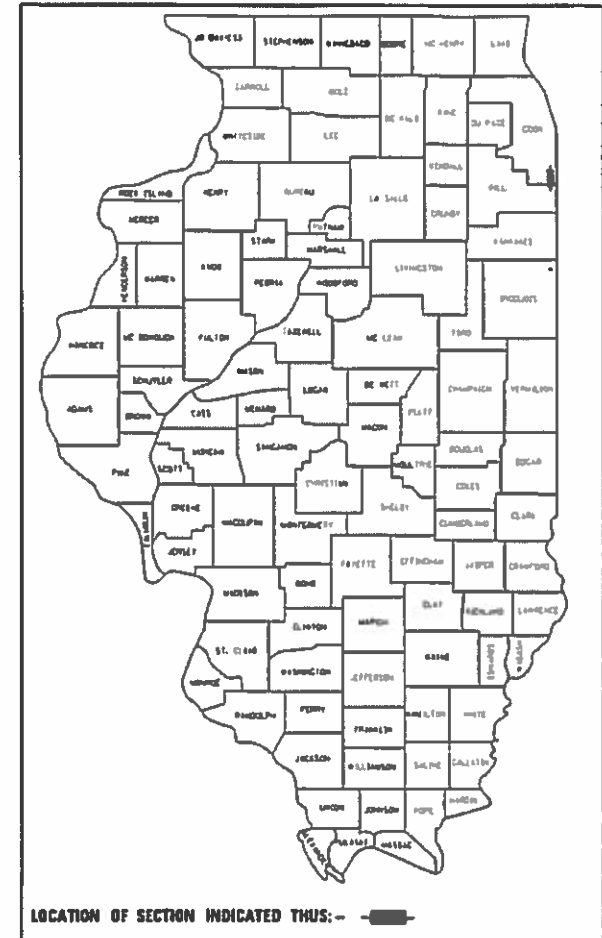 JO DAVIESS STEPHENSON WINNEBAGO BOONE MC HENRY LAKE
CARROLL OGLE
DE KALB KANE DU PAGE COOK
WHITESIDE LEE
KENDALL
WILL
ROCK ISLAND HENRY BUREAU LA SALLE
MERCER GRUNDY
PUTNAM
STARK MARSHALL KANKAKEE
HENDERSON WARREN KNOX
PEORIA WOODFORD LIVINGSTON
IROQUOIS
HANCOCK MC DONOUGH FULTON TAZEWELL MC LEAN FORD
MASON
SCHUYLER LOGAN DE WITT
ADAMS BROWN CASS MENARD PIATT CHAMPAIGN VERMILION
MACON
PIKE SCOTT MORGAN SANGAMON MOULTRIE DOUGLAS EDGAR
CHRISTIAN COLES
GREENE SHELBY CLARK
CALHOUN MACOUPIN MONTGOMERY CUMBERLAND
JERSEY
FAYETTE EFFINGHAM JASPER CRAWFORD
MADISON BOND
CLAY RICHLAND LAWRENCE
CLINTON MARION
ST. CLAIR WAYNE EDWARDS WABASH
WASHINGTON JEFFERSON
MONROE
RANDOLPH PERRY HAMILTON WHITE
FRANKLIN
JACKSON WILLIAMSON SALINE GALLATIN
UNION JOHNSON POPE HARDIN
ALEXANDER PULASKI MASSAC
LOCATION OF SECTION INDICATED THUS:-